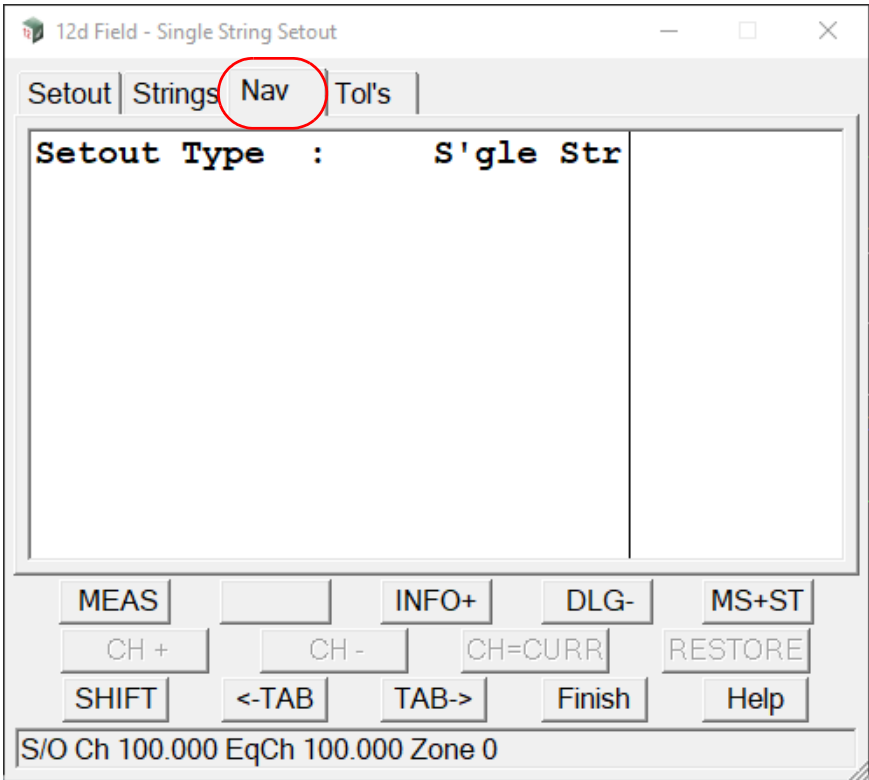 12d Field - Single String Setout
Setout Strings Nav Tol's
Setout Type : S'gle Str
MEAS INFO+ DLG- MS+ST
CH + CH - CH=CURR RESTORE
SHIFT <-TAB TAB-> Finish Help
S/O Ch 100.000 EqCh 100.000 Zone 0